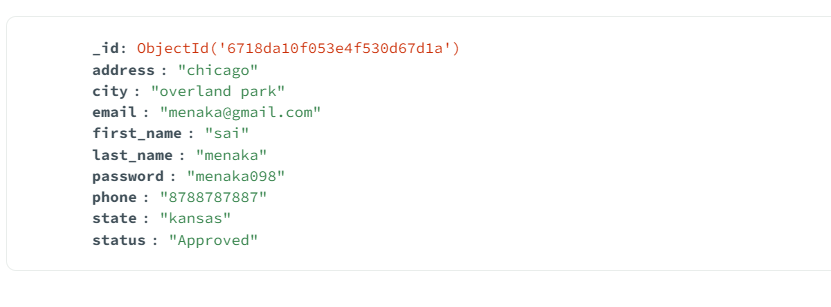 _id: ObjectId('6718da10f053e4f530d67d1a')
address : "chicago"
city : "overland park"
email : "menaka@gmail.com"
first_name : "sai"
last_name : "menaka"
password : "menaka098"
phone : "8788787887"
state : "kansas"
status : "Approved"